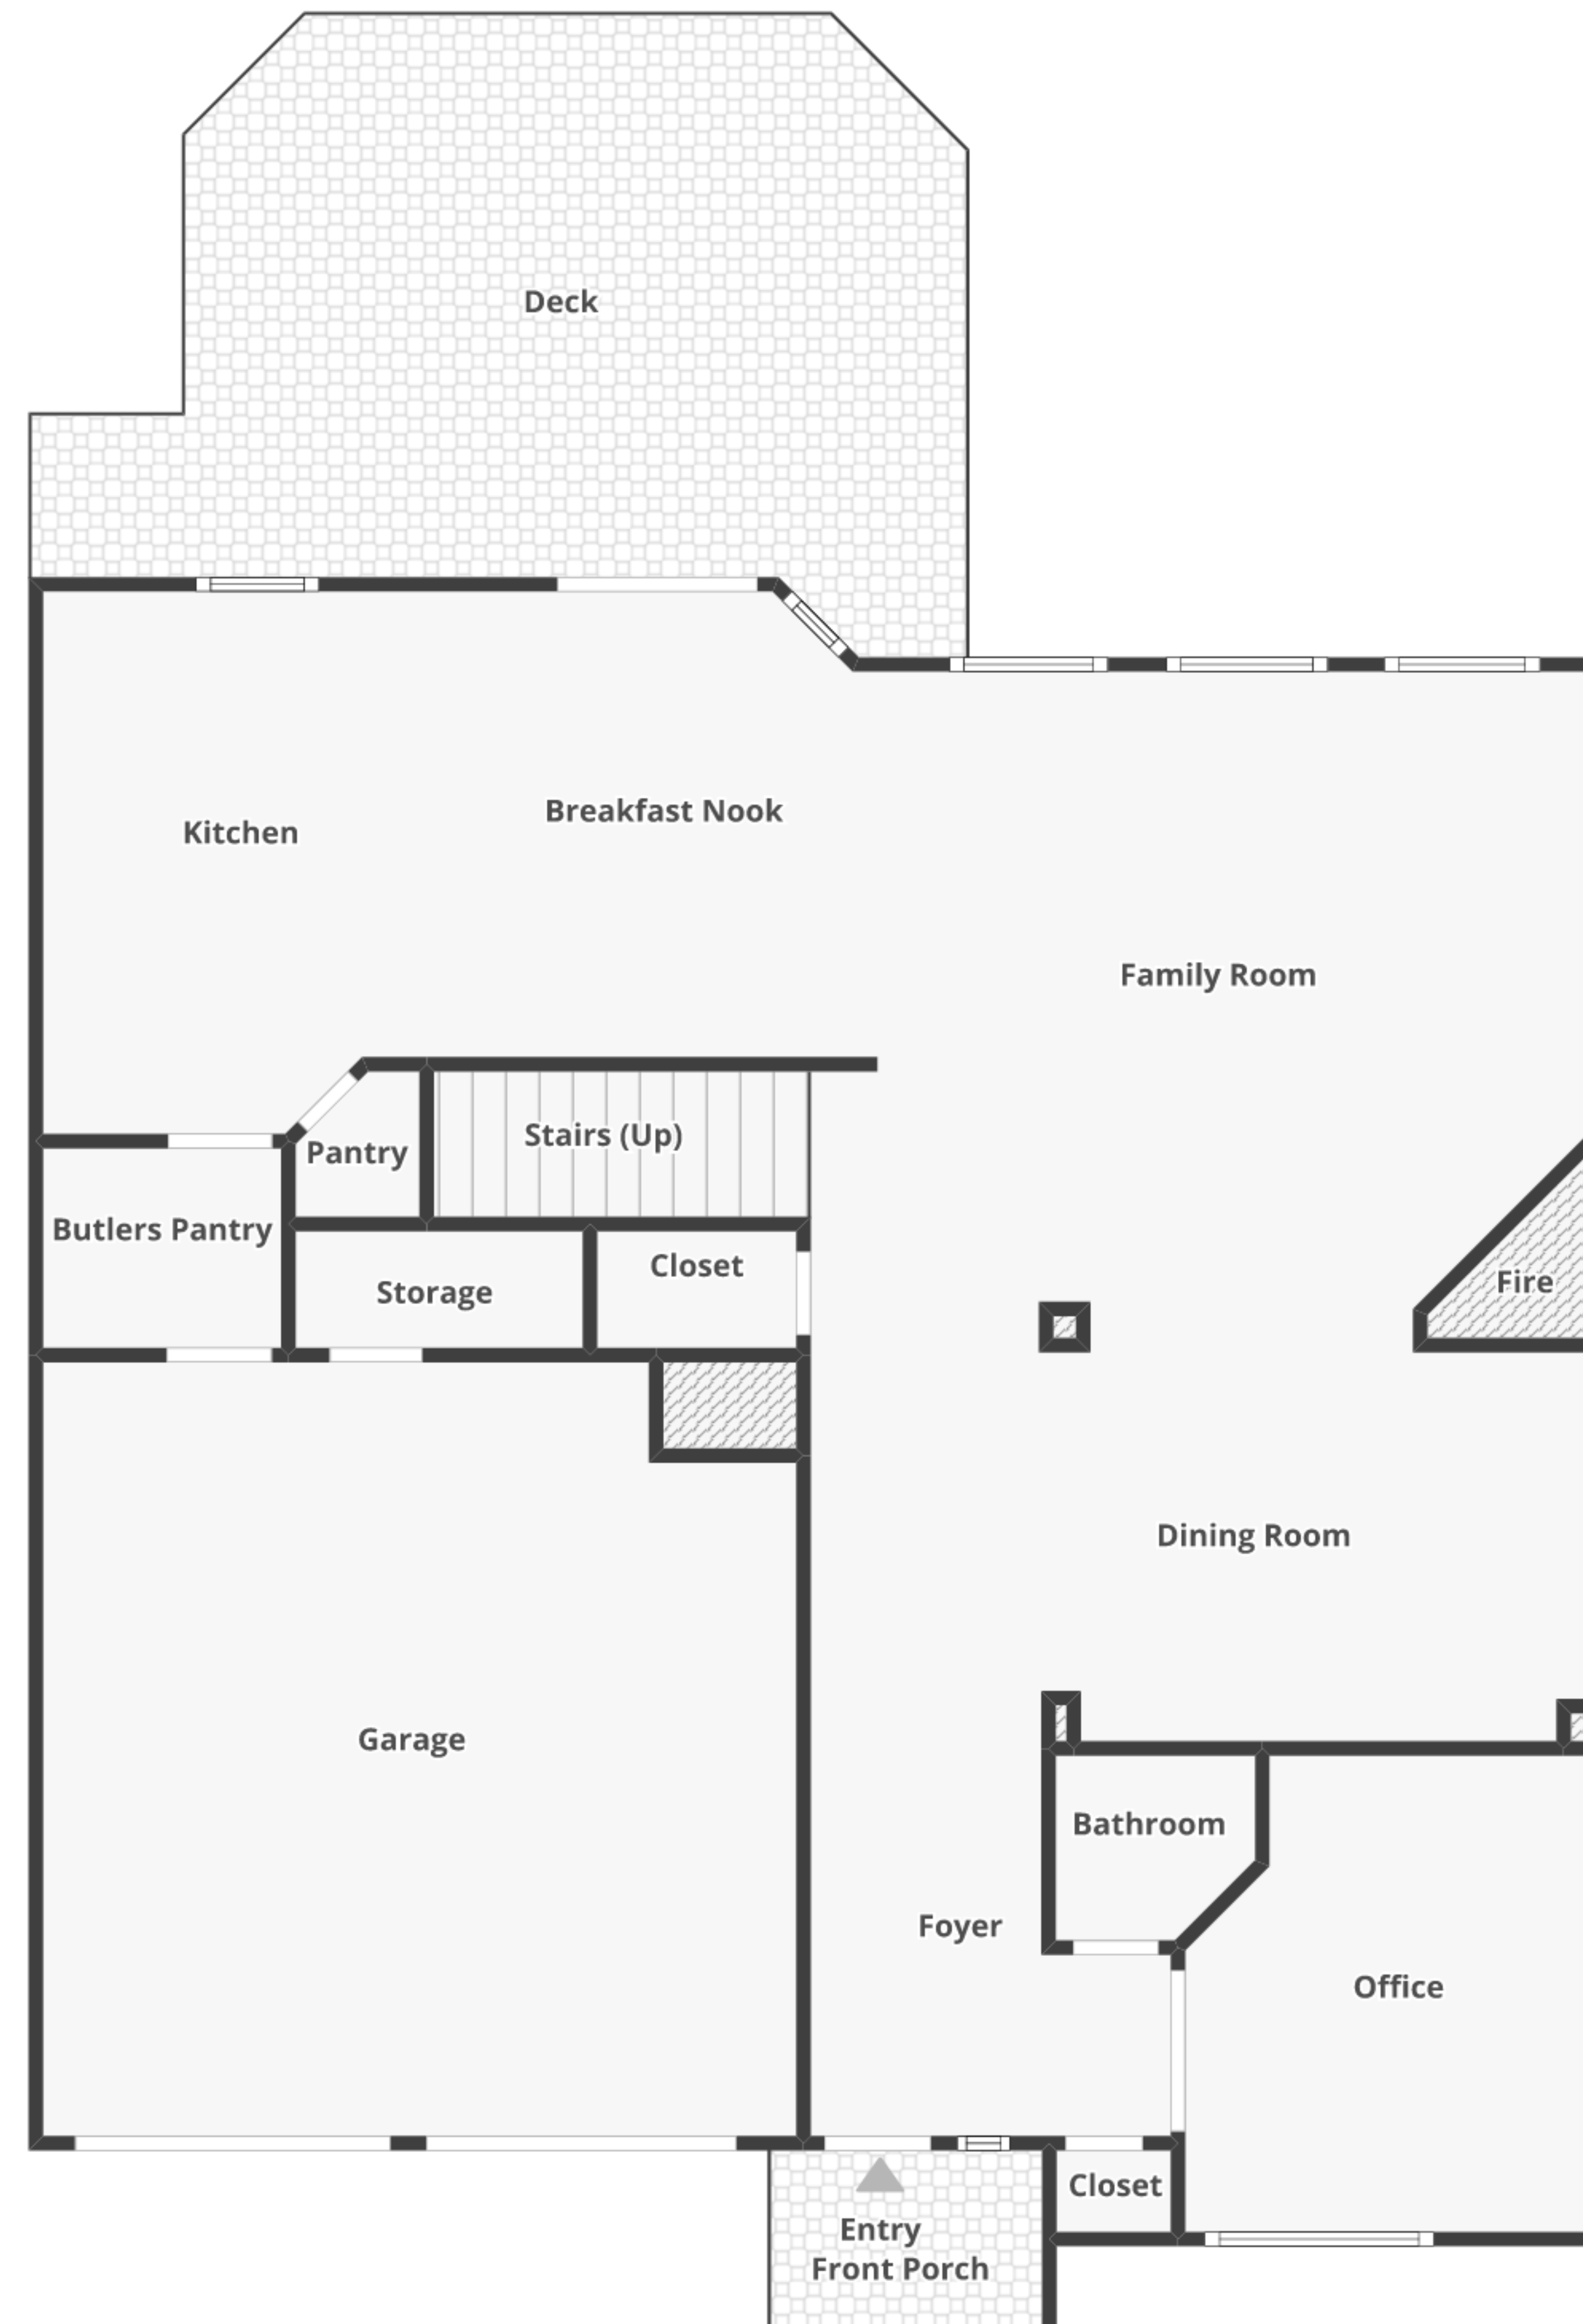 Deck
Breakfast Nook
Kitchen
Family Room
Stairs (Up)
Pantry
Butlers Pantry
Closet
Storage
Fire
Dining Room
Garage
Bathroom
Foyer
Office
Closet
Entry
Front Porch